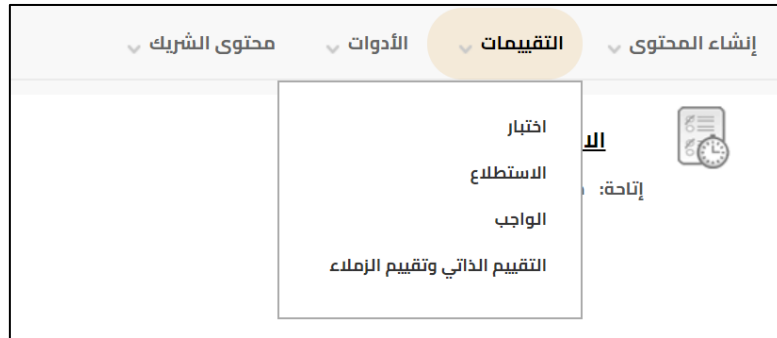 إنشاء المحتوى التقييمات الأدوات محتوى الشريك
اختبار
الاستطلاع
الواجب
التقييم الذاتي وتقييم الزملاء
إتاحة: